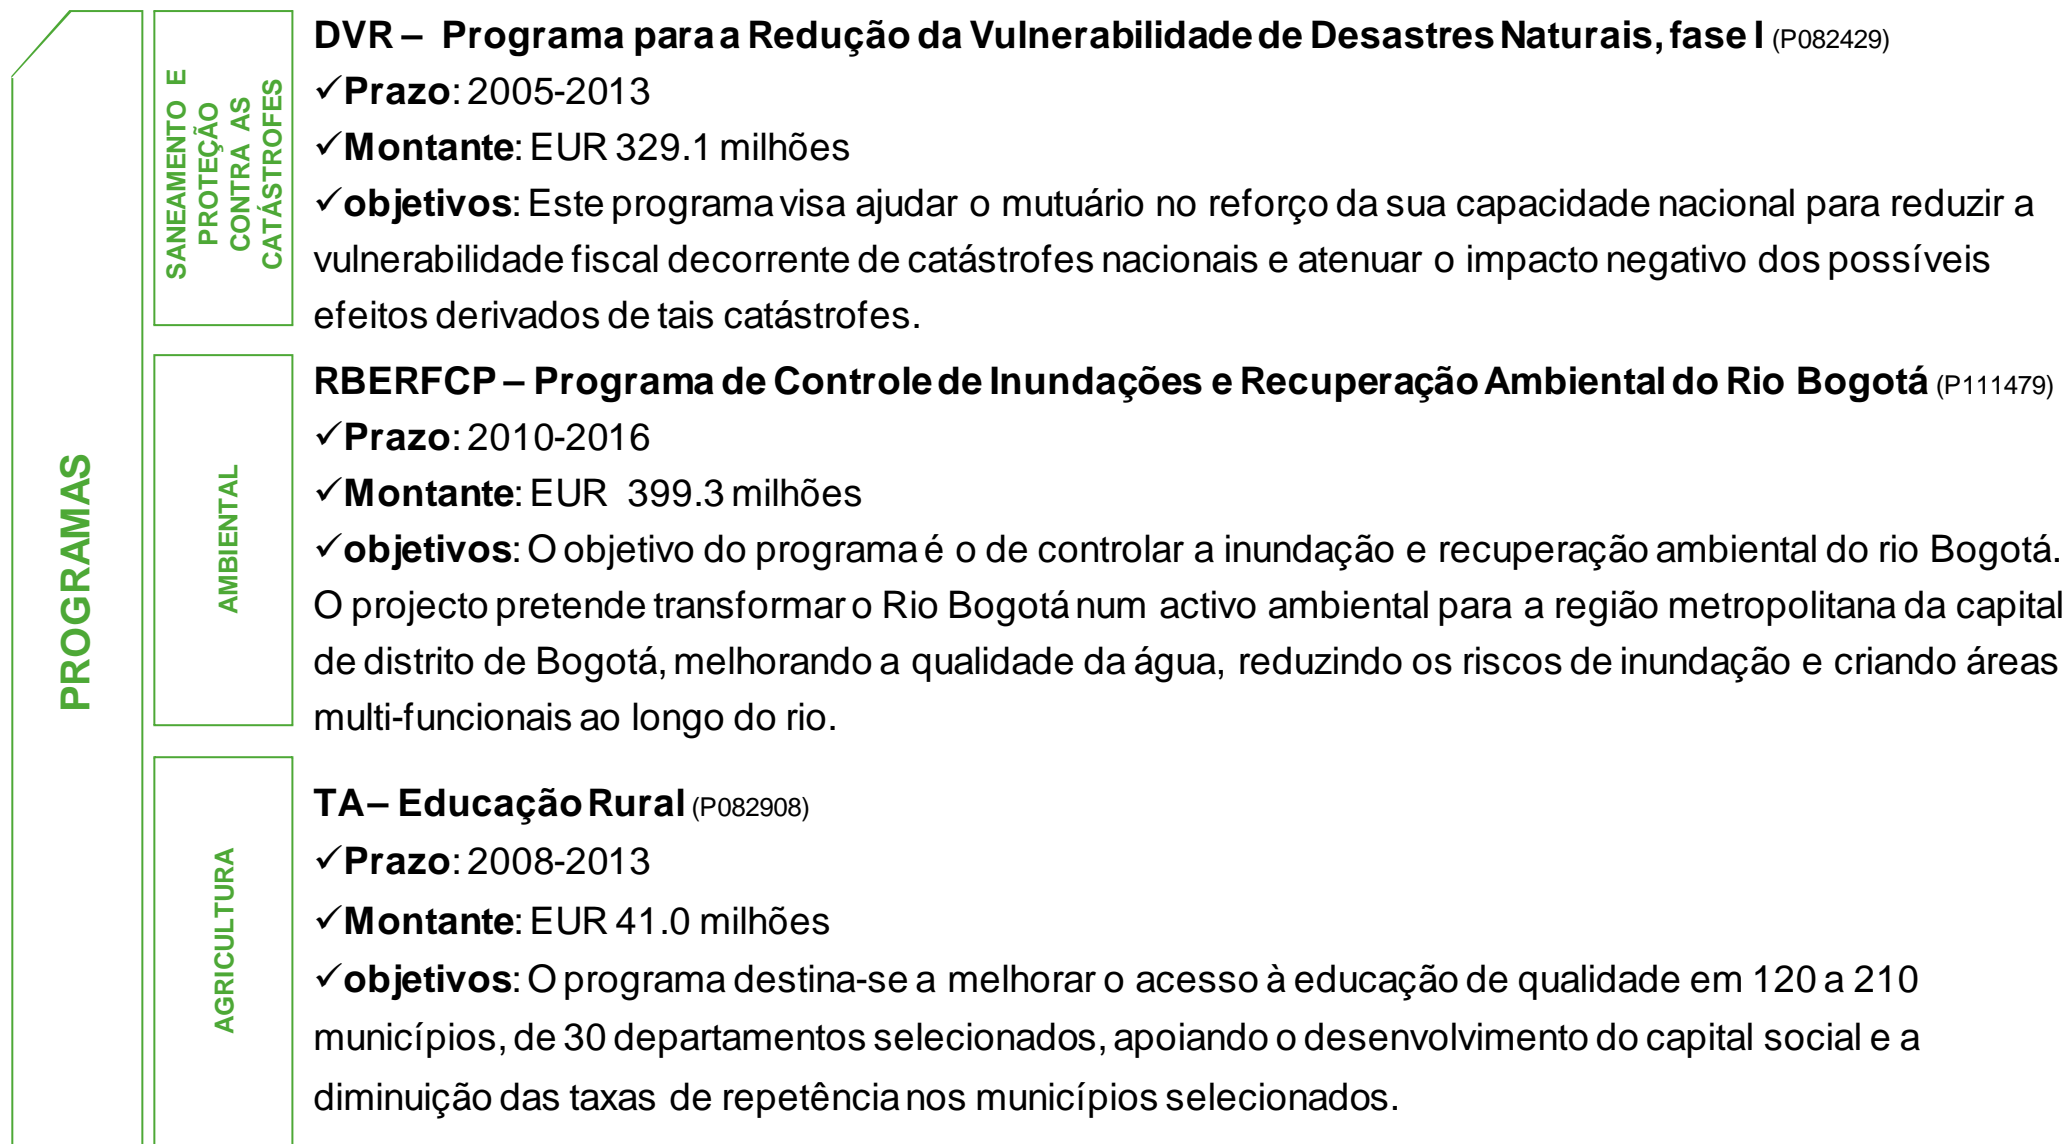 PROGRAMAS
SANEAMENTO E
PROTEÇÃO
CONTRA AS
CATÁSTROFES
DVR – Programa para a Redução da Vulnerabilidade de Desastres Naturais, fase I (P082429)
✓Prazo: 2005-2013
✓Montante: EUR 329.1 milhões
✓objetivos: Este programa visa ajudar o mutuário no reforço da sua capacidade nacional para reduzir a
vulnerabilidade fiscal decorrente de catástrofes nacionais e atenuar o impacto negativo dos possíveis
efeitos derivados de tais catástrofes.
AMBIENTAL
RBERFCP – Programa de Controle de Inundações e Recuperação Ambiental do Rio Bogotá (P111479)
✓Prazo: 2010-2016
✓Montante: EUR 399.3 milhões
✓objetivos: O objetivo do programa é o de controlar a inundação e recuperação ambiental do rio Bogotá.
O projecto pretende transformar o Rio Bogotá num activo ambiental para a região metropolitana da capital
de distrito de Bogotá, melhorando a qualidade da água, reduzindo os riscos de inundação e criando áreas
multi-funcionais ao longo do rio.
AGRICULTURA
TA– Educação Rural (P082908)
✓Prazo: 2008-2013
✓Montante: EUR 41.0 milhões
✓objetivos: O programa destina-se a melhorar o acesso à educação de qualidade em 120 a 210
municípios, de 30 departamentos selecionados, apoiando o desenvolvimento do capital social e a
diminuição das taxas de repetência nos municípios selecionados.